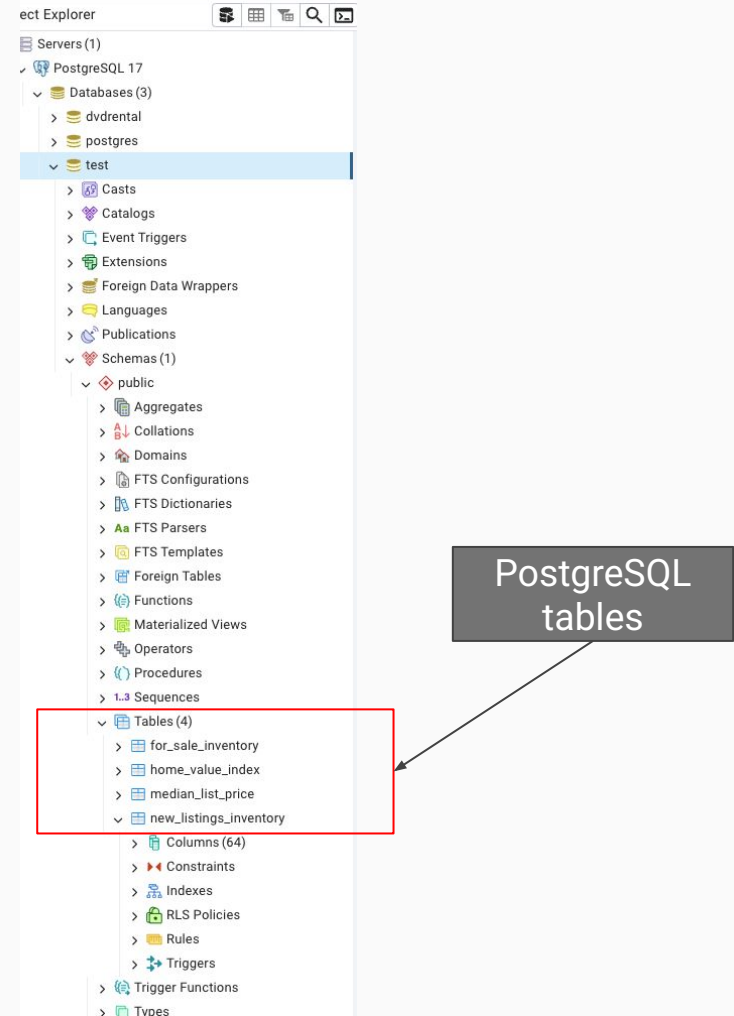 ect Explorer
Servers (1)
PostgreSQL 17
Databases (3)
dvdrental
postgres
test
Casts
Catalogs
Event Triggers
Extensions
Foreign Data Wrappers
Languages
Publications
Schemas (1)
public
Aggregates
Collations
Domains
FTS Configurations
FTS Dictionaries
Aa FTS Parsers
FTS Templates
Foreign Tables
Functions
Materialized Views
Operators
Procedures
1..3 Sequences
Tables (4)
for_sale_inventory
home_value_index
median_list_price
new_listings_inventory
Columns (64)
Constraints
Indexes
RLS Policies
Rules
Triggers
Trigger Functions
Types
PostgreSQL
tables